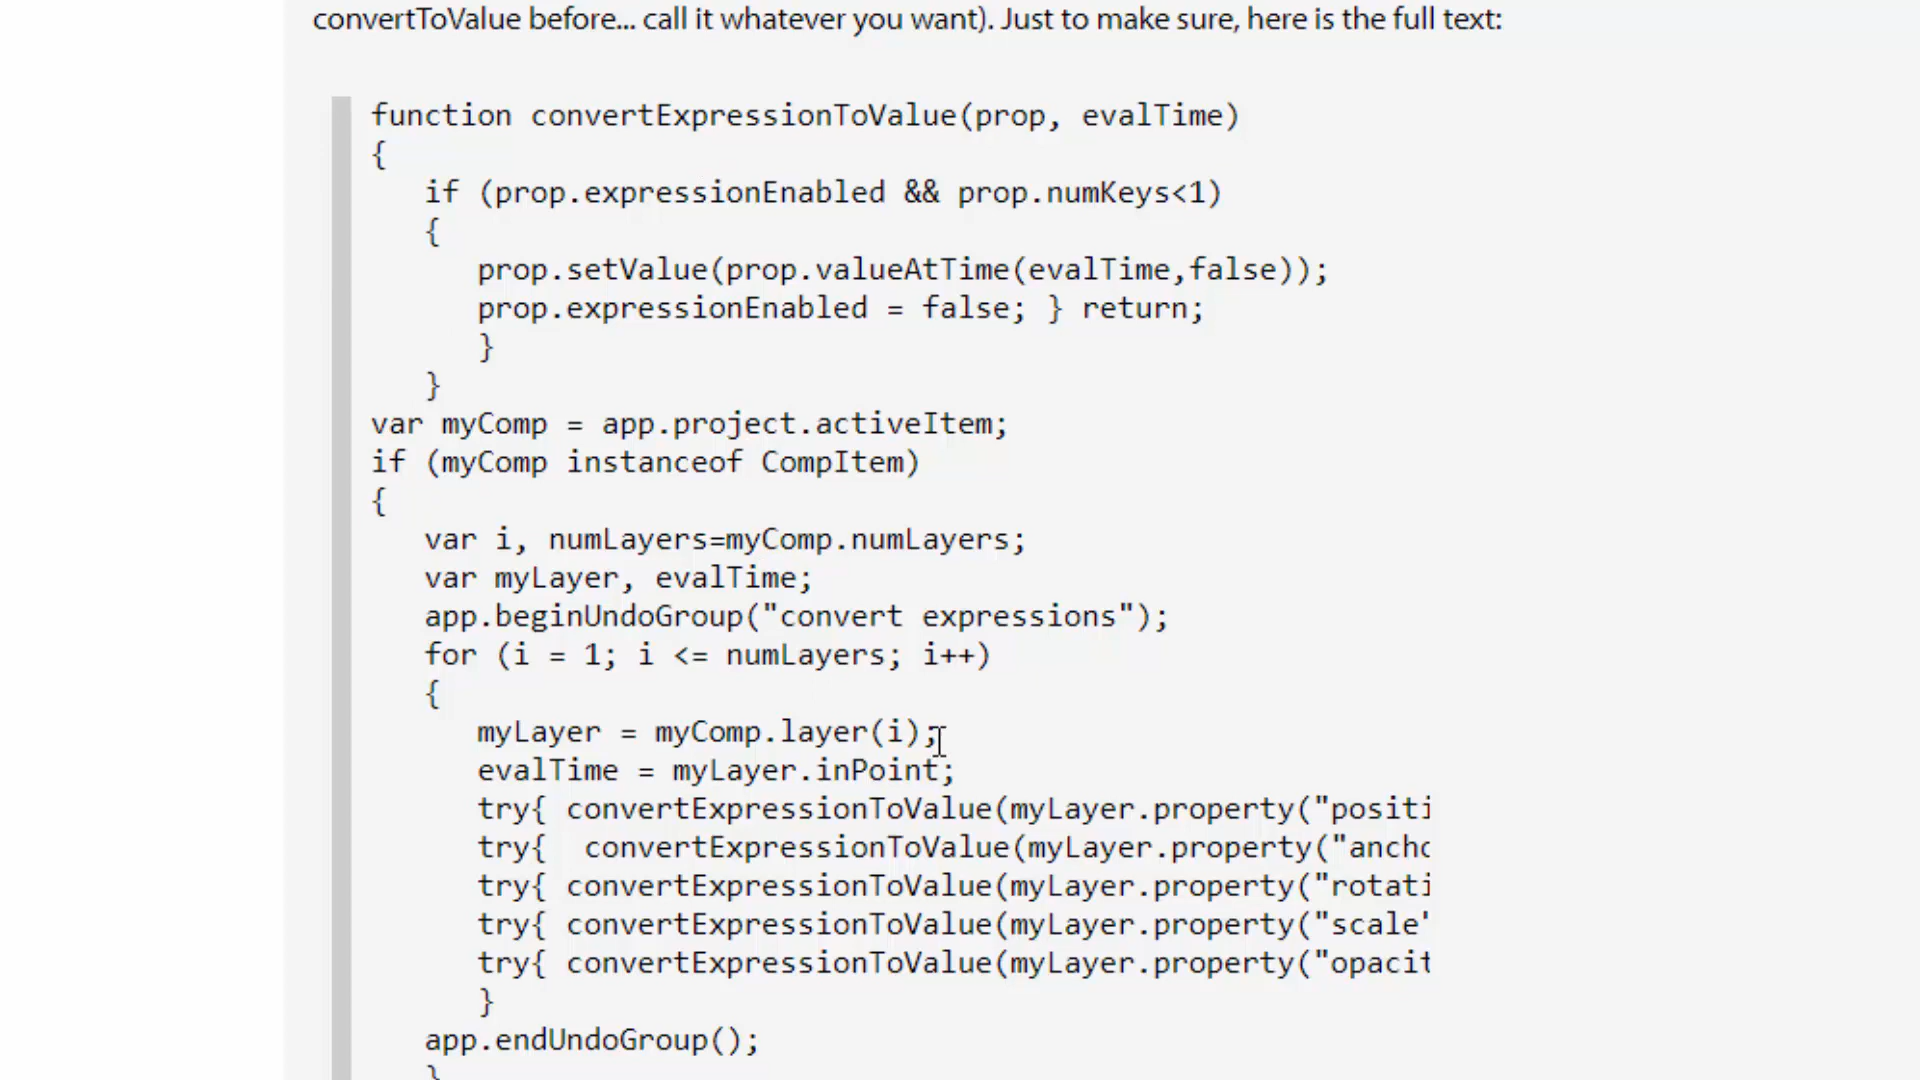 convertToValue before... call it whatever you want). Just to make sure, here is the full text:
function convertExpressionToValue(prop, evalTime)
{
if (prop.expressionEnabled && prop.numKeys<1)
{
prop.setValue(prop.valueAtTime(evalTime,false));
prop.expressionEnabled = false; } return;
}
}
var myComp = app.project.activeItem;
if (myComp instanceof CompItem)
{
var i, numLayers=myComp.numLayers;
var myLayer, evalTime;
app.beginUndoGroup("convert expressions");
for (i = 1; i <= numLayers; i++)
{
myLayer = myComp.layer(i);
evalTime = myLayer.inPoint;
try{ convertExpressionToValue(myLayer.property("positi
try{  convertExpressionToValue(myLayer.property("ancho
try{ convertExpressionToValue(myLayer.property("rotati
try{ convertExpressionToValue(myLayer.property("scale"
try{ convertExpressionToValue(myLayer.property("opacit
}
app.endUndoGroup();
}